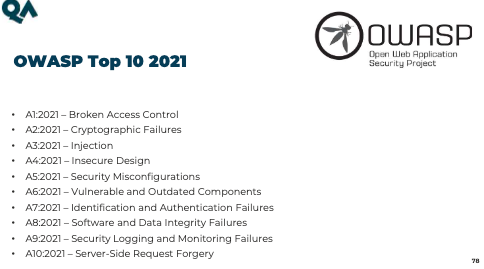 QA
OWASP
Open Web Application
Security Project
OWASP Top 10 2021
• A1:2021 – Broken Access Control
• A2:2021 – Cryptographic Failures
• A3:2021 – Injection
• A4:2021 – Insecure Design
• A5:2021 – Security Misconfigurations
• A6:2021 – Vulnerable and Outdated Components
• A7:2021 – Identification and Authentication Failures
• A8:2021 – Software and Data Integrity Failures
• A9:2021 – Security Logging and Monitoring Failures
• A10:2021 – Server-Side Request Forgery
78